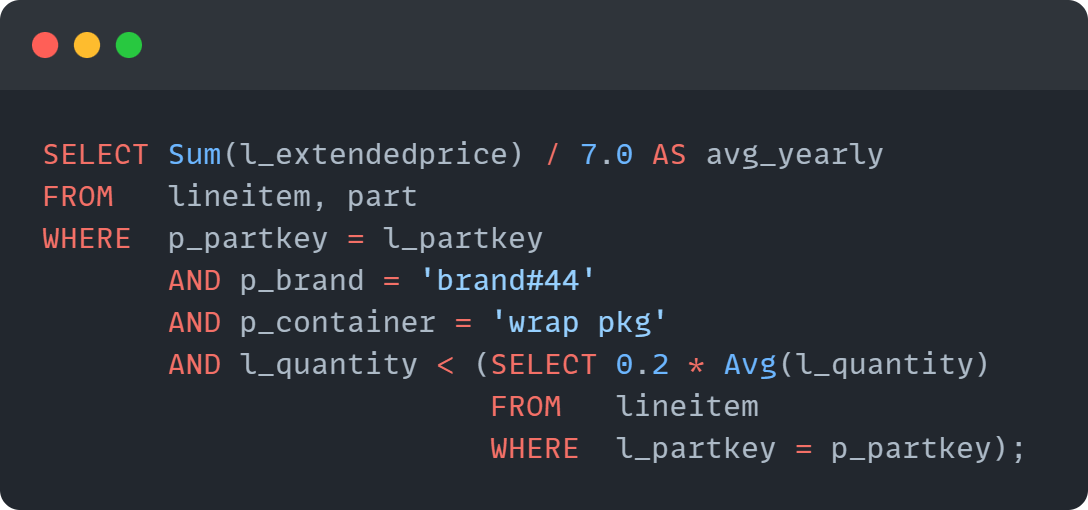 SELECT Sum(l_extendedprice) / 7.0 AS avg_yearly
FROM   lineitem, part
WHERE  p_partkey = l_partkey
       AND p_brand = 'brand#44'
       AND p_container = 'wrap pkg'
       AND l_quantity < (SELECT 0.2 * Avg(l_quantity)
                         FROM   lineitem
                         WHERE  l_partkey = p_partkey);